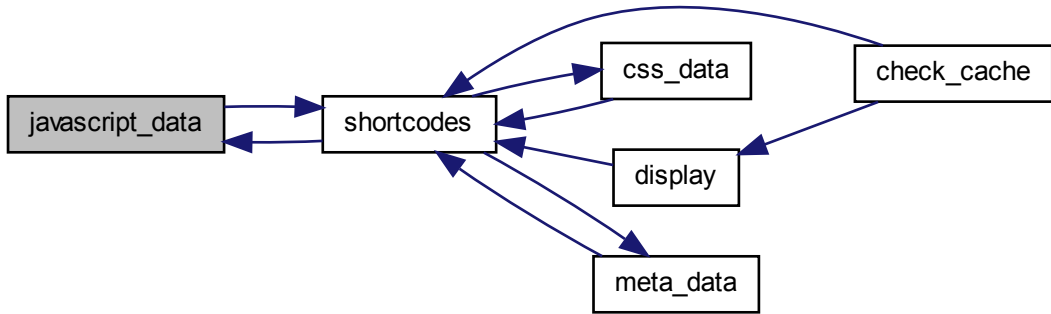 javascript_data
shortcodes
css_data
display
meta_data
check_cache